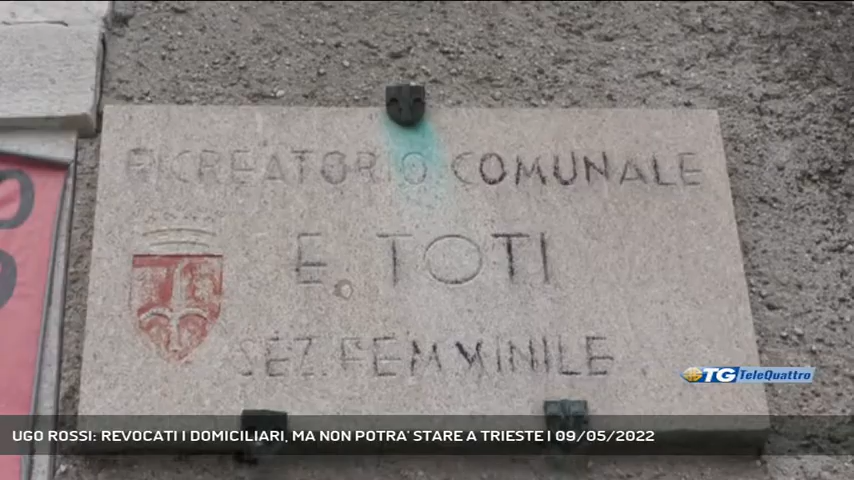 RICREATORIO COMUNALE
E. TOTI
SEZ. FEMMINILE
TG TeleQuattro
UGO ROSSI: REVOCATI I DOMICILIARI, MA NON POTRA' STARE A TRIESTE | 09/05/2022